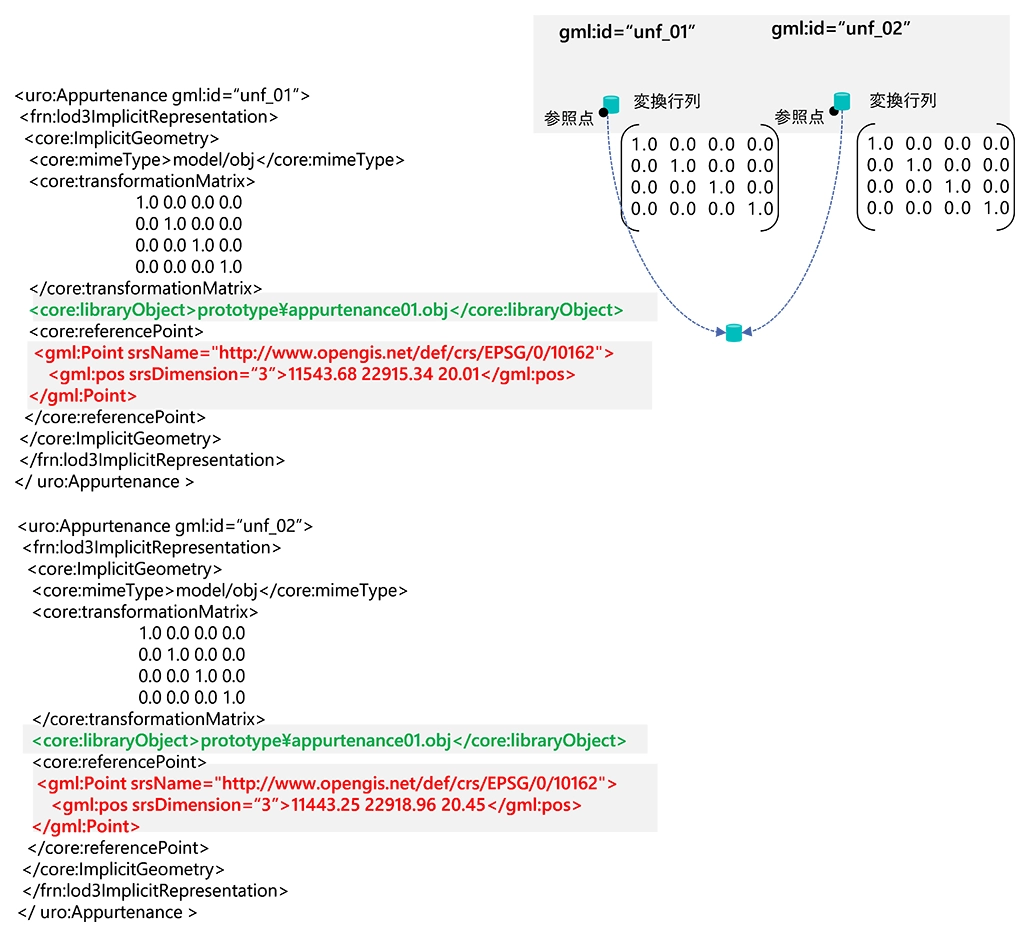 gml:id=“unf_01“
gml:id=“unf_02”
変換行列
参照点
1.0 0.0 0.0 0.0
0.0 1.0 0.0 0.0
0.0 0.0 1.0 0.0
0.0 0.0 0.0 1.0
変換行列
参照点
1.0 0.0 0.0 0.0
0.0 1.0 0.0 0.0
0.0 0.0 1.0 0.0
0.0 0.0 0.0 1.0
<uro:Appurtenance gml:id=“unf_01”>
<frn:lod3ImplicitRepresentation>
<core:ImplicitGeometry>
<core:mimeType>model/obj</core:mimeType>
<core:transformationMatrix>
1.0 0.0 0.0 0.0
0.0 1.0 0.0 0.0
0.0 0.0 1.0 0.0
0.0 0.0 0.0 1.0
</core:transformationMatrix>
<core:libraryObject>prototype¥appurtenance01.obj</core:libraryObject>
<core:referencePoint>
<gml:Point srsName="http://www.opengis.net/def/crs/EPSG/0/10162">
<gml:pos srsDimension=“3”>11543.68 22915.34 20.01</gml:pos>
</gml:Point>
</core:referencePoint>
</core:ImplicitGeometry>
</frn:lod3ImplicitRepresentation>
</ uro:Appurtenance >
<uro:Appurtenance gml:id=“unf_02”>
<frn:lod3ImplicitRepresentation>
<core:ImplicitGeometry>
<core:mimeType>model/obj</core:mimeType>
<core:transformationMatrix>
1.0 0.0 0.0 0.0
0.0 1.0 0.0 0.0
0.0 0.0 1.0 0.0
0.0 0.0 0.0 1.0
</core:transformationMatrix>
<core:libraryObject>prototype¥appurtenance01.obj</core:libraryObject>
<core:referencePoint>
<gml:Point srsName="http://www.opengis.net/def/crs/EPSG/0/10162">
<gml:pos srsDimension=“3”>11443.25 22918.96 20.45</gml:pos>
</gml:Point>
</core:referencePoint>
</core:ImplicitGeometry>
</frn:lod3ImplicitRepresentation>
</ uro:Appurtenance >